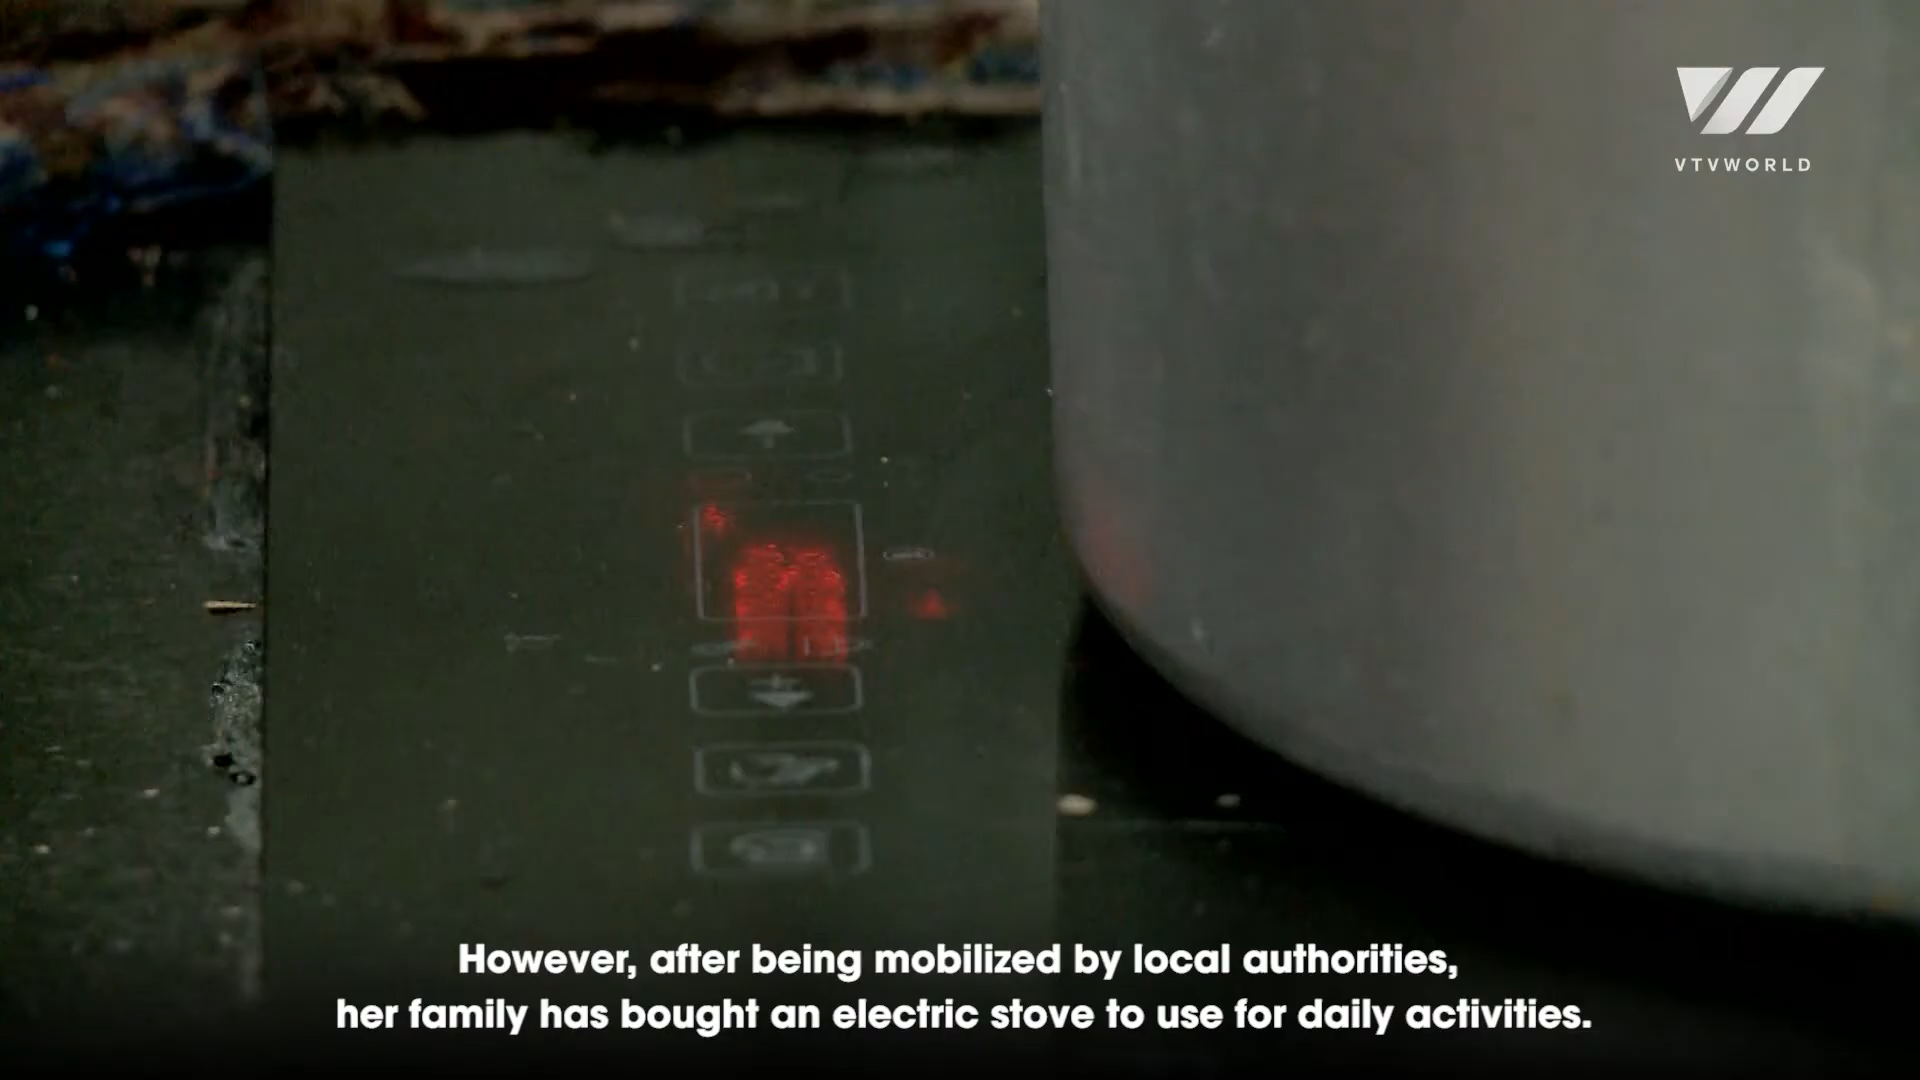 VTVWORLD
However, after being mobilized by local authorities,
her family has bought an electric stove to use for daily activities.